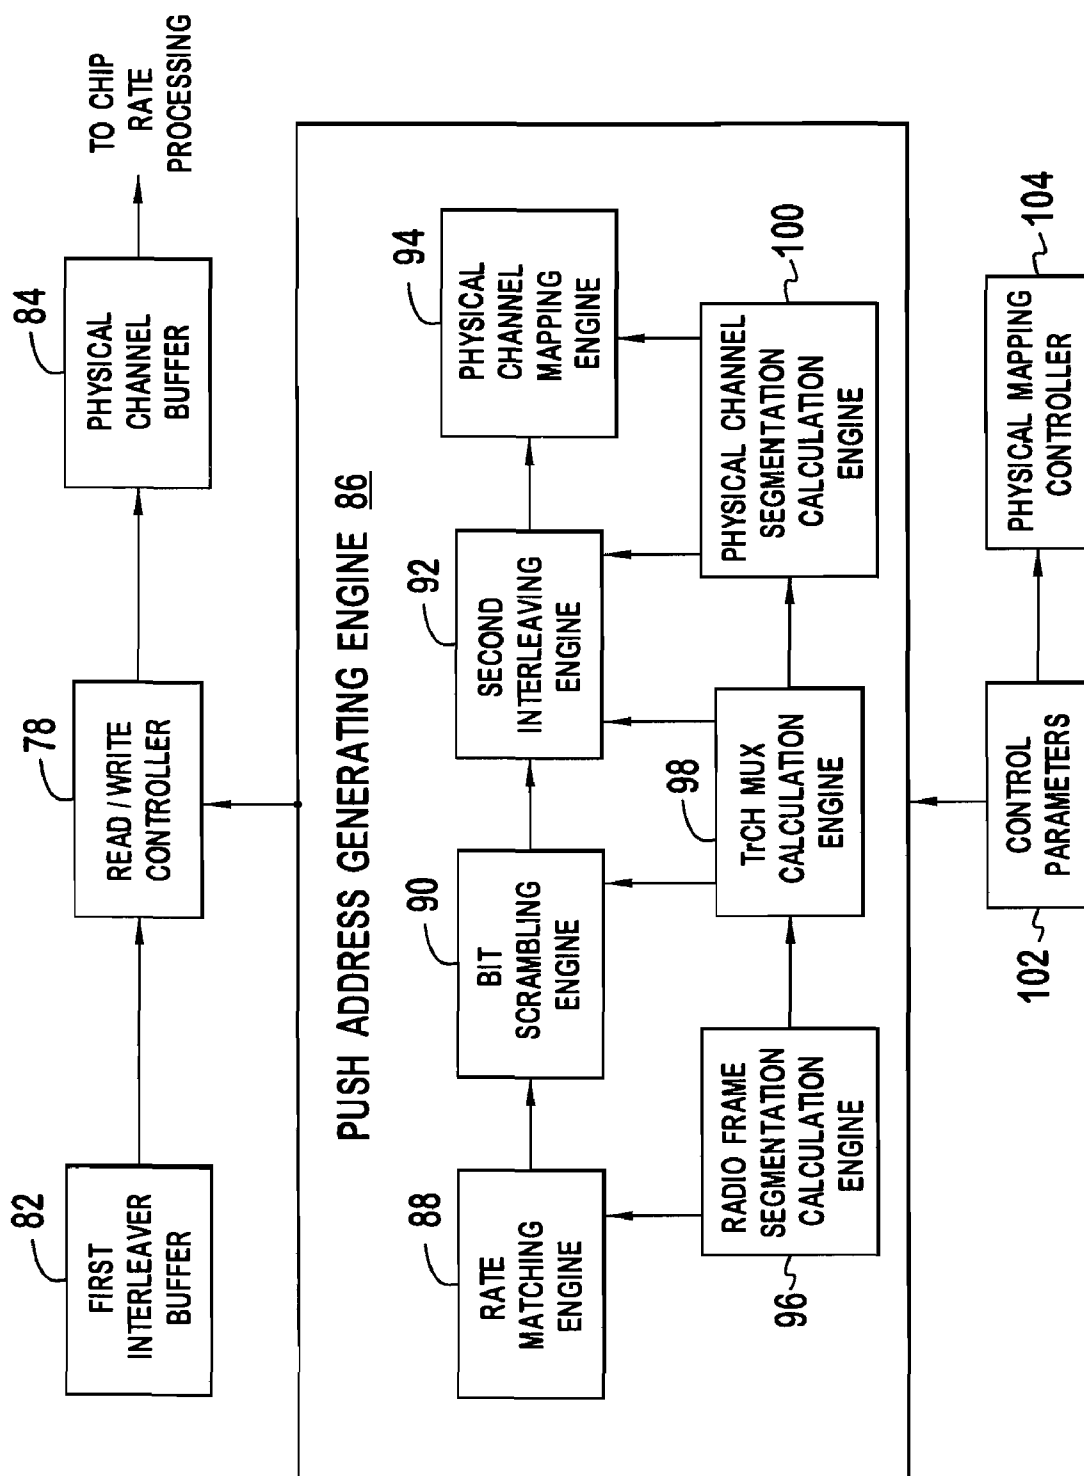 82
FIRST
INTERLEAVER
BUFFER
78
READ / WRITE
CONTROLLER
84
PHYSICAL
CHANNEL
BUFFER
TO CHIP
RATE
PROCESSING
PUSH ADDRESS GENERATING ENGINE 86
88
RATE
MATCHING
ENGINE
90
BIT
SCRAMBLING
ENGINE
92
SECOND
INTERLEAVING
ENGINE
94
PHYSICAL
CHANNEL
MAPPING
ENGINE
RADIO FRAME
SEGMENTATION
CALCULATION
ENGINE
96
98
TrCH MUX
CALCULATION
ENGINE
PHYSICAL CHANNEL
SEGMENTATION
CALCULATION
ENGINE
100
102
CONTROL
PARAMETERS
PHYSICAL MAPPING
CONTROLLER
104